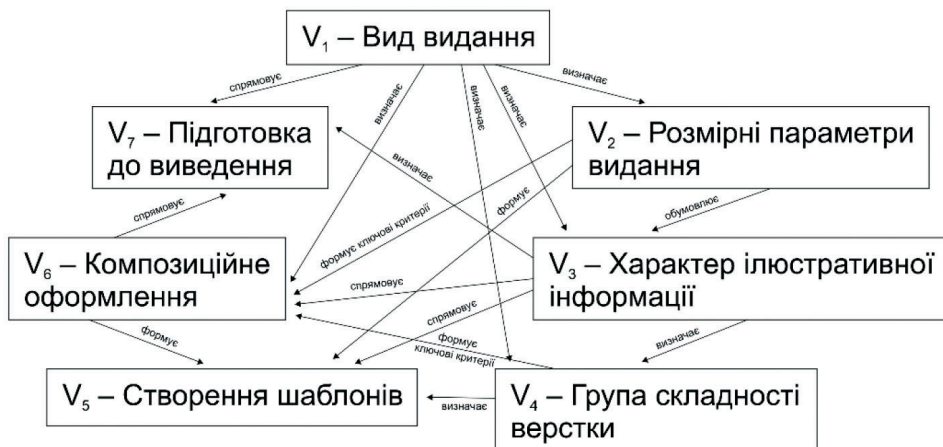 V1 – Вид видання
спрямовує
визначає
визначає
визначає
визначає
V7 – Підготовка
до виведення
V2 – Розмірні параметри
видання
визначає
формує
обумовлює
спрямовує
формує ключові критерії
V6 – Композиційне
оформлення
V3 – Характер ілюстративної
інформації
спрямовує
спрямовує
формує
формує
ключові критерії
визначає
V5 – Створення шаблонів
визначає
V4 – Група складності
верстки